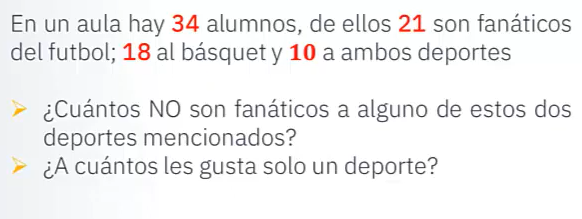 En un aula hay 34 alumnos, de ellos 21 son fanáticos
del futbol; 18 al básquet y 10 a ambos deportes
¿Cuántos NO son fanáticos a alguno de estos dos
deportes mencionados?
¿A cuántos les gusta solo un deporte?